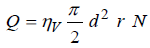 Q = η_V π/2 d² r N